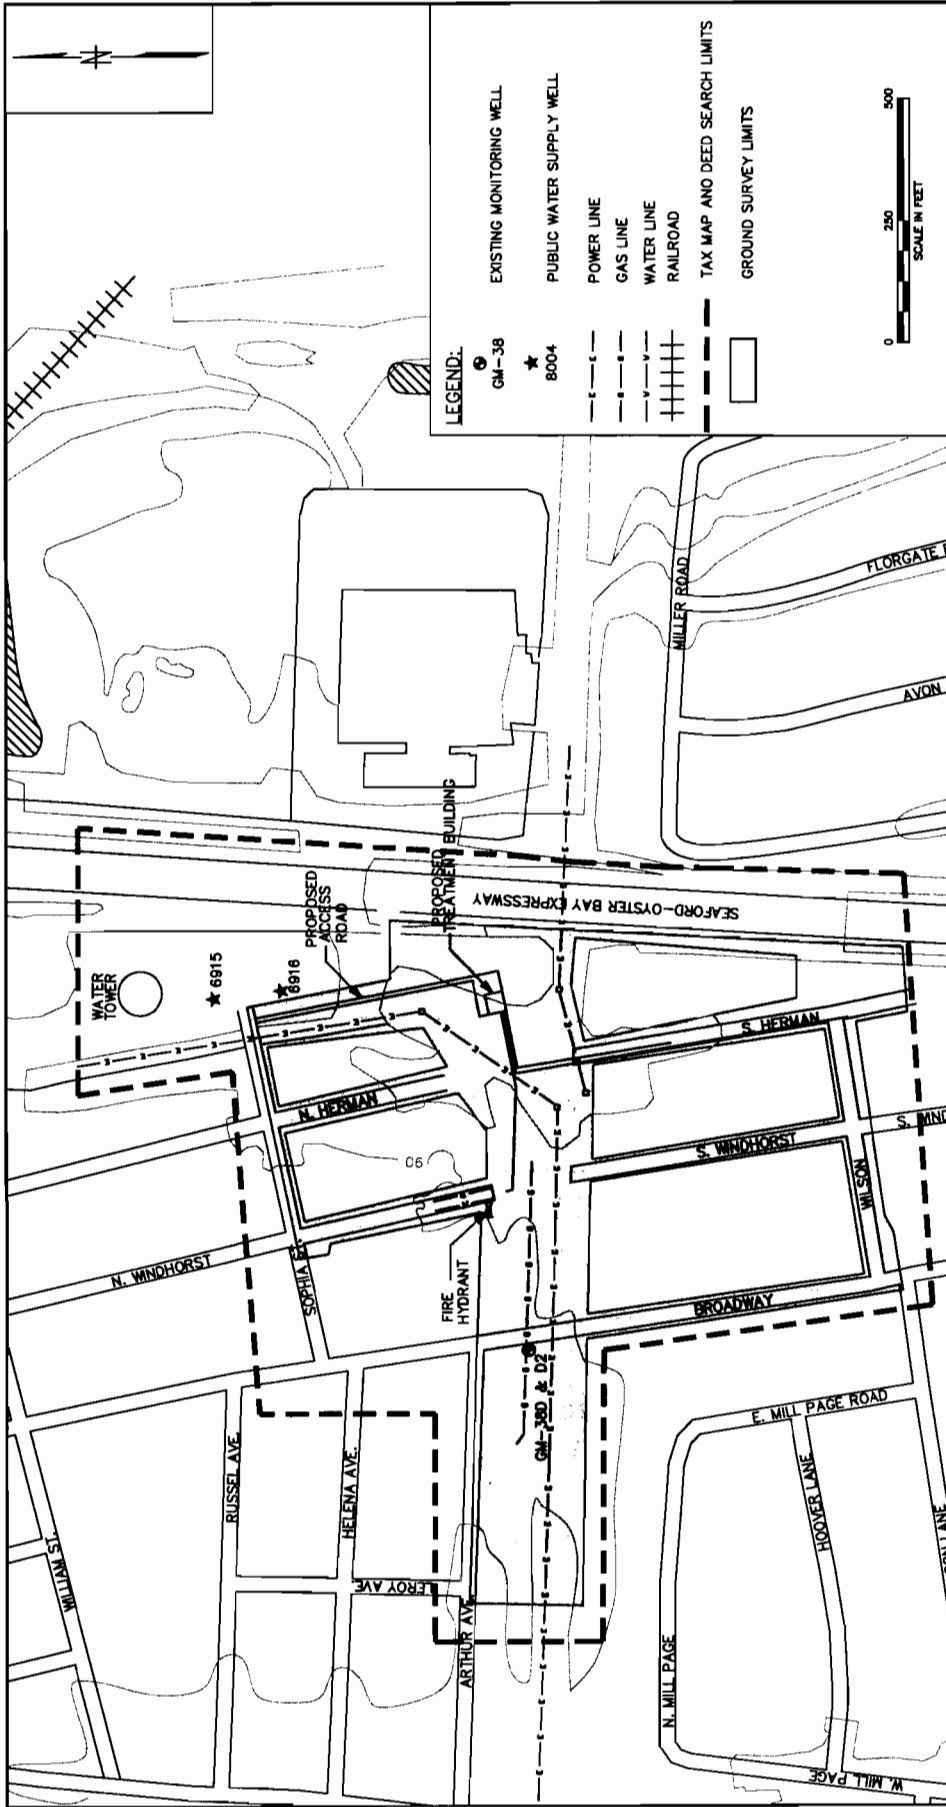 N
LEGEND:
GM-38
EXISTING MONITORING WELL
8004
PUBLIC WATER SUPPLY WELL
POWER LINE
GAS LINE
WATER LINE
RAILROAD
TAX MAP AND DEED SEARCH LIMITS
GROUND SURVEY LIMITS
0
250
500
SCALE IN FEET
WATER
TOWER
6915
6916
PROPOSED
ACCESS
ROAD
PROPOSED
TREATMENT BUILDING
SEAFORD-OYSTER BAY EXPRESSWAY
MILLER ROAD
FLORGATE
AVON
N. HERMAN
S. HERMAN
90
S. WINDHORST
WILSON
N. WINDHORST
SOPHIA
FIRE
HYDRANT
BROADWAY
GM-38D & D2
RUSSEL AVE.
HELENA AVE.
LEROY AVE.
ARTHUR AVE
WILLIAM ST.
E. MILL PAGE ROAD
HOOVER LANE
N. MILL PAGE
W. MILL PAGE
LANE